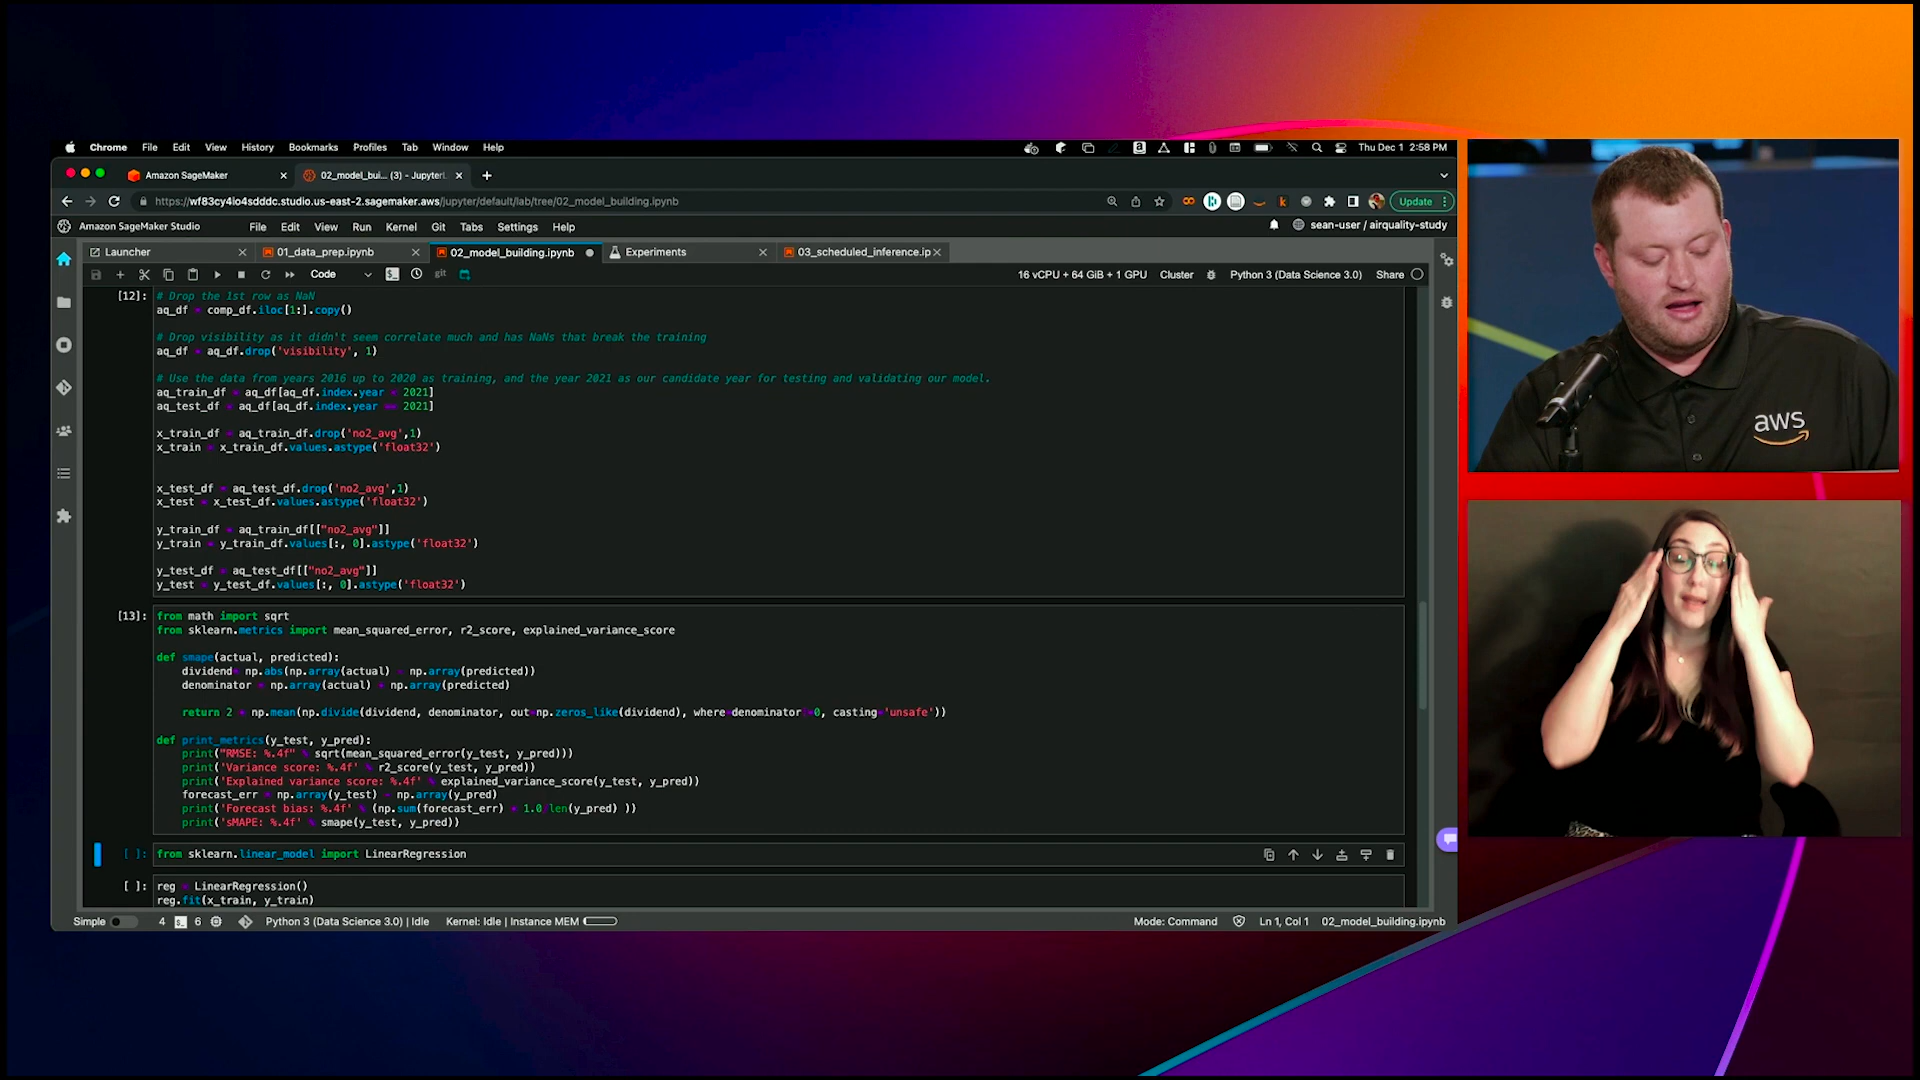 Chrome File Edit View History Bookmarks Profiles Tab Window Help
Thu Dec 1 2:58 PM
Amazon SageMaker
02_model_bui... (3) - JupyterL
https://wf83cy4io4sdddc.studio.us-east-2.sagemaker.aws/jupyter/default/lab/tree/02_model_building.ipynb
Update
Amazon SageMaker Studio File Edit View Run Kernel Git Tabs Settings Help
sean-user / airquality-study
Launcher 01_data_prep.ipynb 02_model_building.ipynb Experiments 03_scheduled_inference.ip
Code git 16 vCPU + 64 GiB + 1 GPU Cluster Python 3 (Data Science 3.0) Share
[12]: # Drop the 1st row as NaN
aq_df = comp_df.iloc[1:].copy()
# Drop visibility as it didn't seem correlate much and has NaNs that break the training
aq_df = aq_df.drop('visibility', 1)
# Use the data from years 2016 up to 2020 as training, and the year 2021 as our candidate year for testing and validating our model.
aq_train_df = aq_df[aq_df.index.year 2021]
aq_test_df = aq_df[aq_df.index.year == 2021]
x_train_df = aq_train_df.drop('no2_avg',1)
x_train = x_train_df.values.astype('float32')
x_test_df = aq_test_df.drop('no2_avg',1)
x_test = x_test_df.values.astype('float32')
y_train_df = aq_train_df[["no2_avg"]]
y_train = y_train_df.values[:, 0].astype('float32')
y_test_df = aq_test_df[["no2_avg"]]
y_test = y_test_df.values[:, 0].astype('float32')
[13]: from math import sqrt
from sklearn.metrics import mean_squared_error, r2_score, explained_variance_score
def smape(actual, predicted):
dividend= np.abs(np.array(actual) - np.array(predicted))
denominator = np.array(actual) + np.array(predicted)
return 2 * np.mean(np.divide(dividend, denominator, out=np.zeros_like(dividend), where=denominator!=0, casting='unsafe'))
def print_metrics(y_test, y_pred):
print("RMSE: %.4f" % sqrt(mean_squared_error(y_test, y_pred)))
print('Variance score: %.4f' % r2_score(y_test, y_pred))
print('Explained variance score: %.4f' % explained_variance_score(y_test, y_pred))
forecast_err = np.array(y_test) - np.array(y_pred)
print('Forecast bias: %.4f' % (np.sum(forecast_err) * 1.0/len(y_pred) ))
print('sMAPE: %.4f' % smape(y_test, y_pred))
[ ]: from sklearn.linear_model import LinearRegression
[ ]: reg = LinearRegression()
reg.fit(x_train, y_train)
Simple 4 6 Python 3 (Data Science 3.0) | Idle Kernel: Idle | Instance MEM Mode: Command Ln 1, Col 1 02_model_building.ipynb
aws